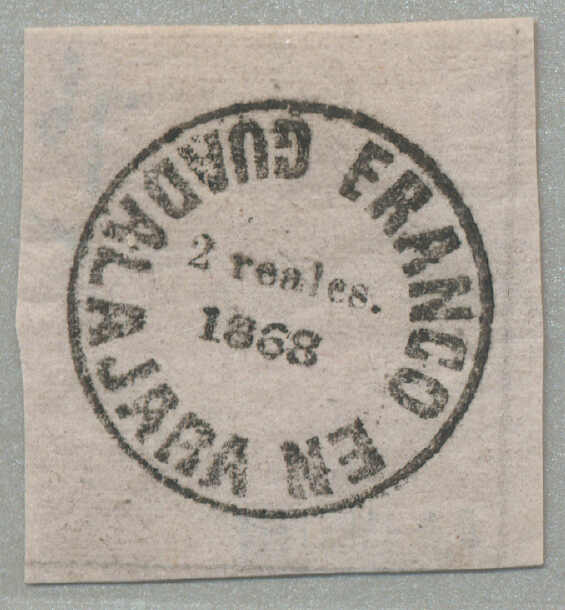 FRANCO EN GUADALAJARA
2 reales.
1868